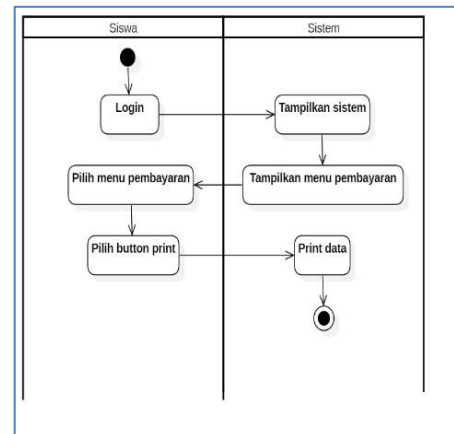 Siswa
Sistem
Login
Tampilkan sistem
Pilih menu pembayaran
Tampilkan menu pembayaran
Pilih button print
Print data